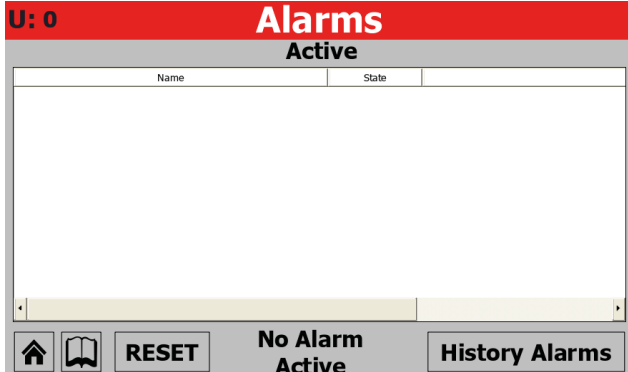 U: 0
Alarms
Active
Name State
RESET
No Alarm
Active
History Alarms